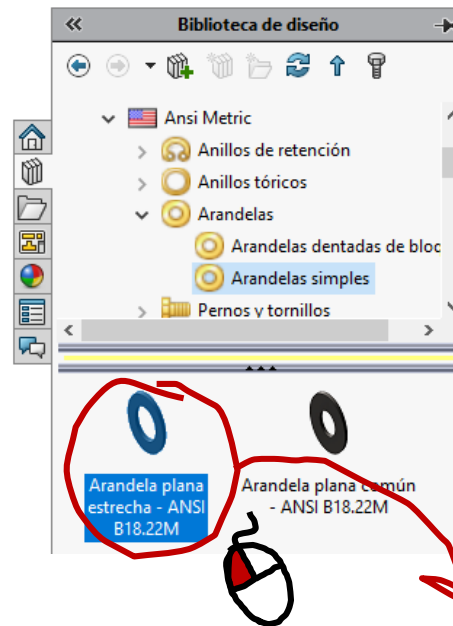 Biblioteca de diseño
Ansi Metric
Anillos de retención
Anillos tóricos
Arandelas
Arandelas dentadas de bloc
Arandelas simples
Pernos y tornillos
Arandela plana
estrecha - ANSI
B18.22M
Arandela plana común
- ANSI B18.22M